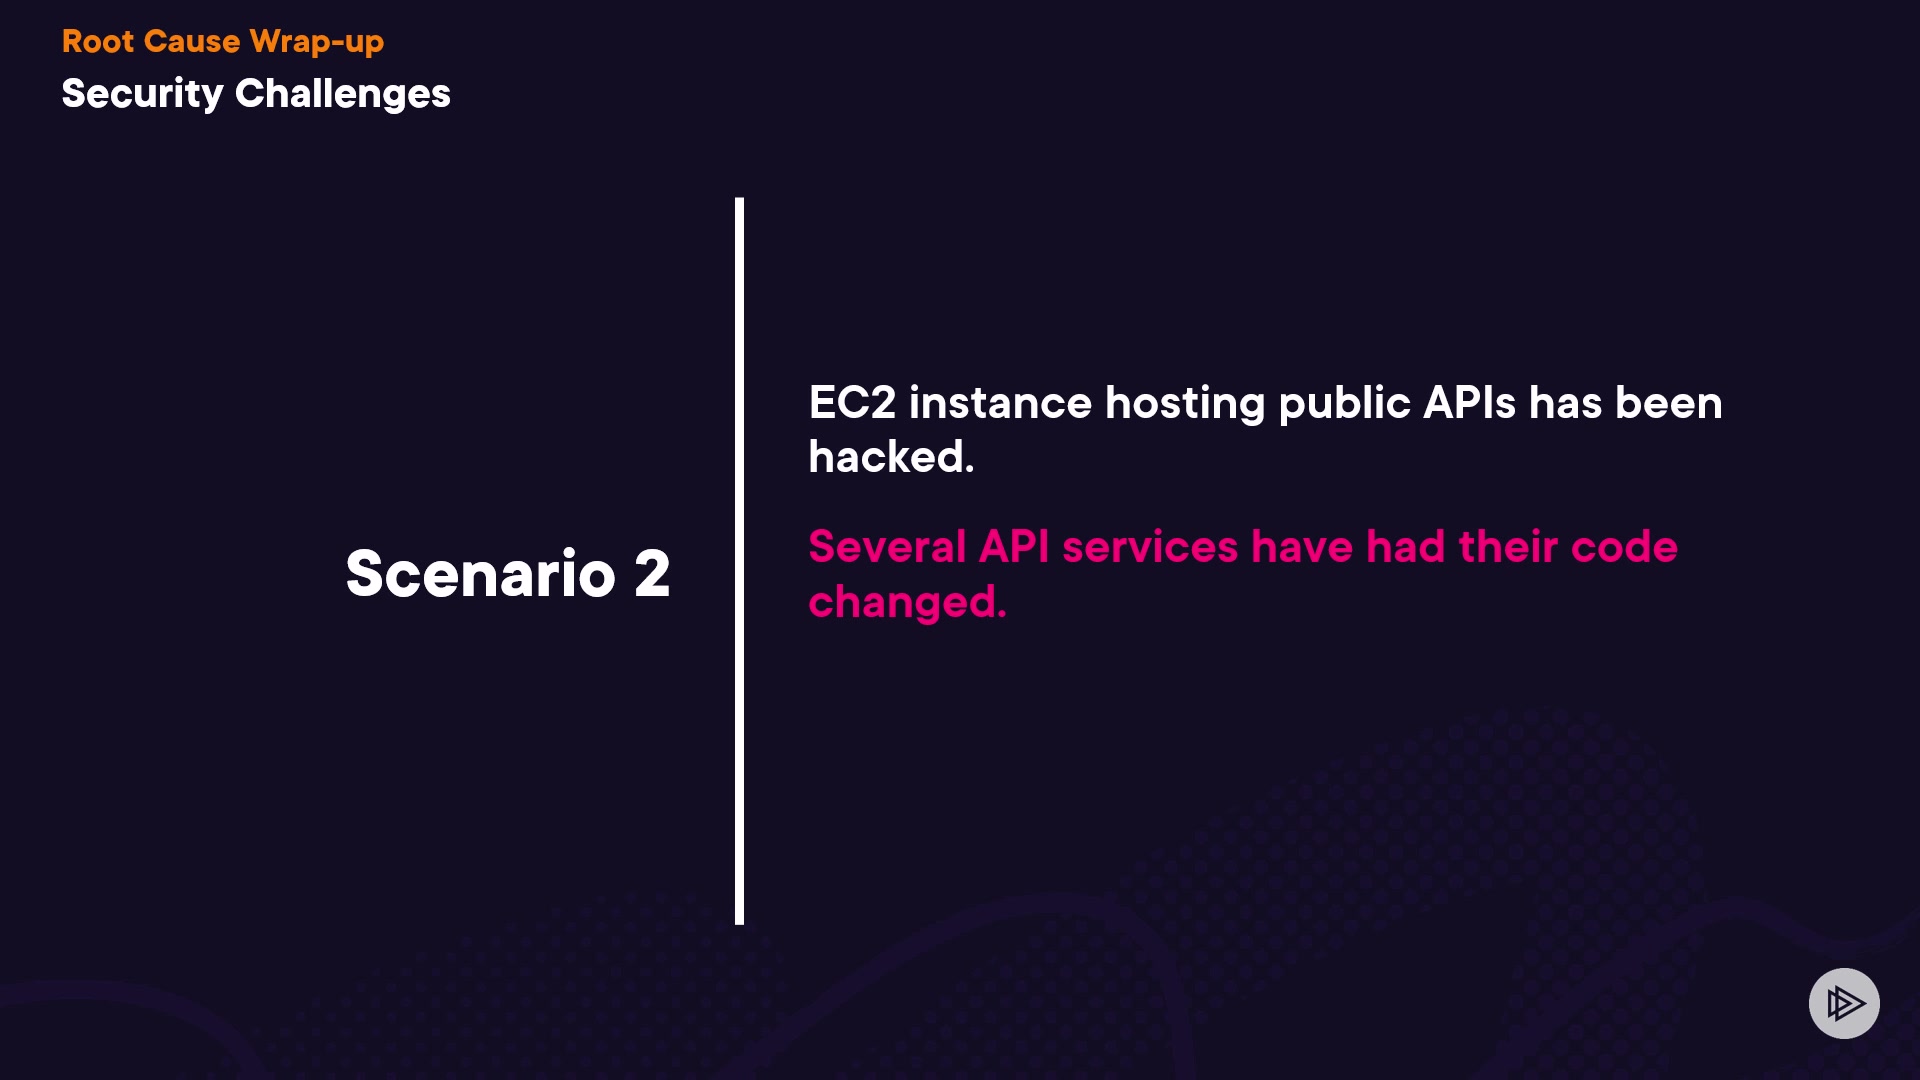 Root Cause Wrap-up
Security Challenges
Scenario 2
EC2 instance hosting public APIs has been
hacked.
Several API services have had their code
changed.